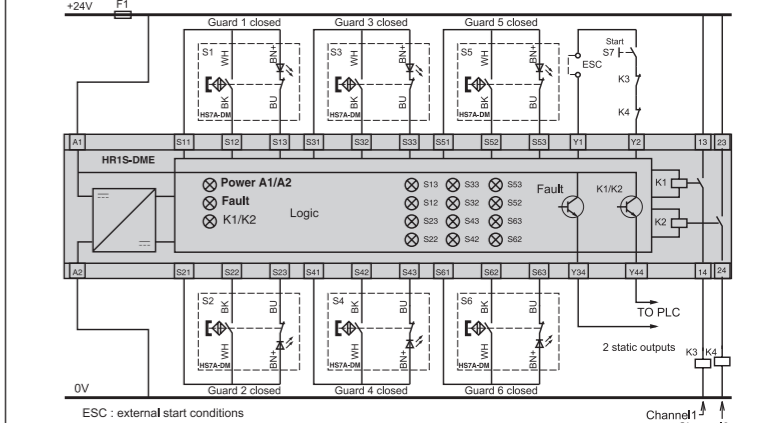 +24V F1
Guard 1 closed Guard 3 closed Guard 5 closed
S1 WH BN+ BK BU HS7A-DM
S3 WH BN+ BK BU HS7A-DM
S5 WH BN+ BK BU HS7A-DM
Start
S7
ESC
K3
K4
A1 S11 S12 S13 S31 S32 S33 S51 S52 S53 Y1 Y2 13 23
HR1S-DME
Power A1/A2
Fault
K1/K2
Logic
S13 S33 S53
S12 S32 S52
S23 S43 S63
S22 S42 S62
Fault K1/K2
K1
K2
A2 S21 S22 S23 S41 S42 S43 S61 S62 S63 Y34 Y44 14 24
S2 BK BU WH BN+ HS7A-DM
S4 BK BU WH BN+ HS7A-DM
S6 BK BU WH BN+ HS7A-DM
TO PLC
2 static outputs
K3 K4
0V
Guard 2 closed Guard 4 closed Guard 6 closed
ESC : external start conditions
Channel1